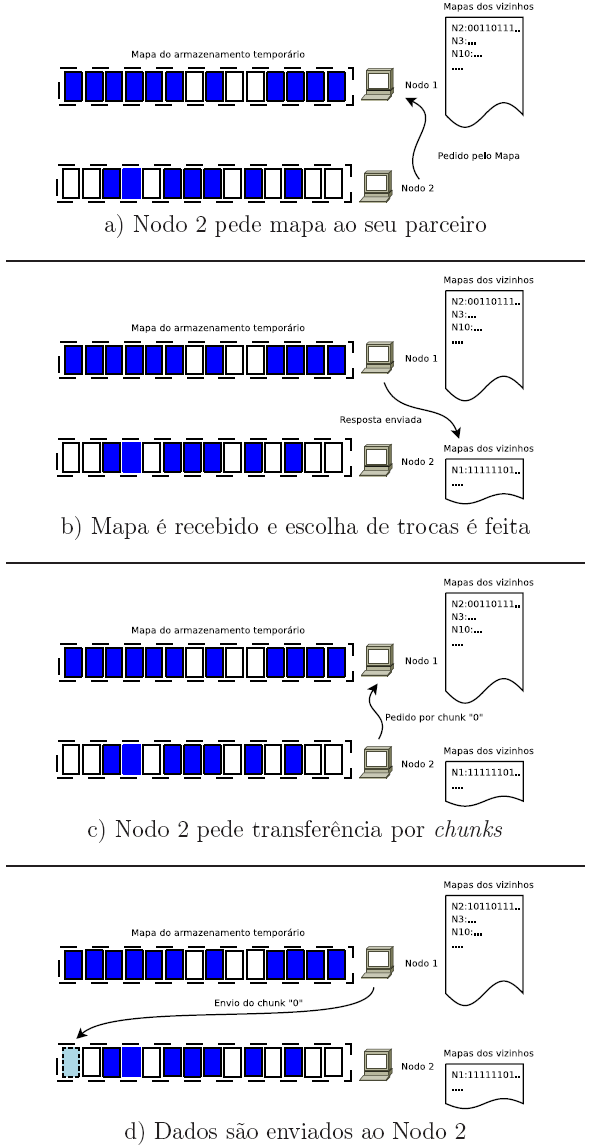 Mapas dos vizinhos
N2:00110111..
N3:...
N10:...
....
Mapa do armazenamento temporário
Nodo 1
Pedido pelo Mapa
Nodo 2
a) Nodo 2 pede mapa ao seu parceiro
Mapas dos vizinhos
N2:00110111..
N3:...
N10:...
....
Mapa do armazenamento temporário
Nodo 1
Resposta enviada
Mapas dos vizinhos
N1:11111101..
....
Nodo 2
b) Mapa é recebido e escolha de trocas é feita
Mapas dos vizinhos
N2:00110111..
N3:...
N10:...
....
Mapa do armazenamento temporário
Nodo 1
Pedido por chunk "0"
Mapas dos vizinhos
N1:11111101..
....
Nodo 2
c) Nodo 2 pede transferência por chunks
Mapas dos vizinhos
N2:10110111..
N3:...
N10:...
....
Mapa do armazenamento temporário
Nodo 1
Envio do chunk "0"
Mapas dos vizinhos
N1:11111101..
....
Nodo 2
d) Dados são enviados ao Nodo 2